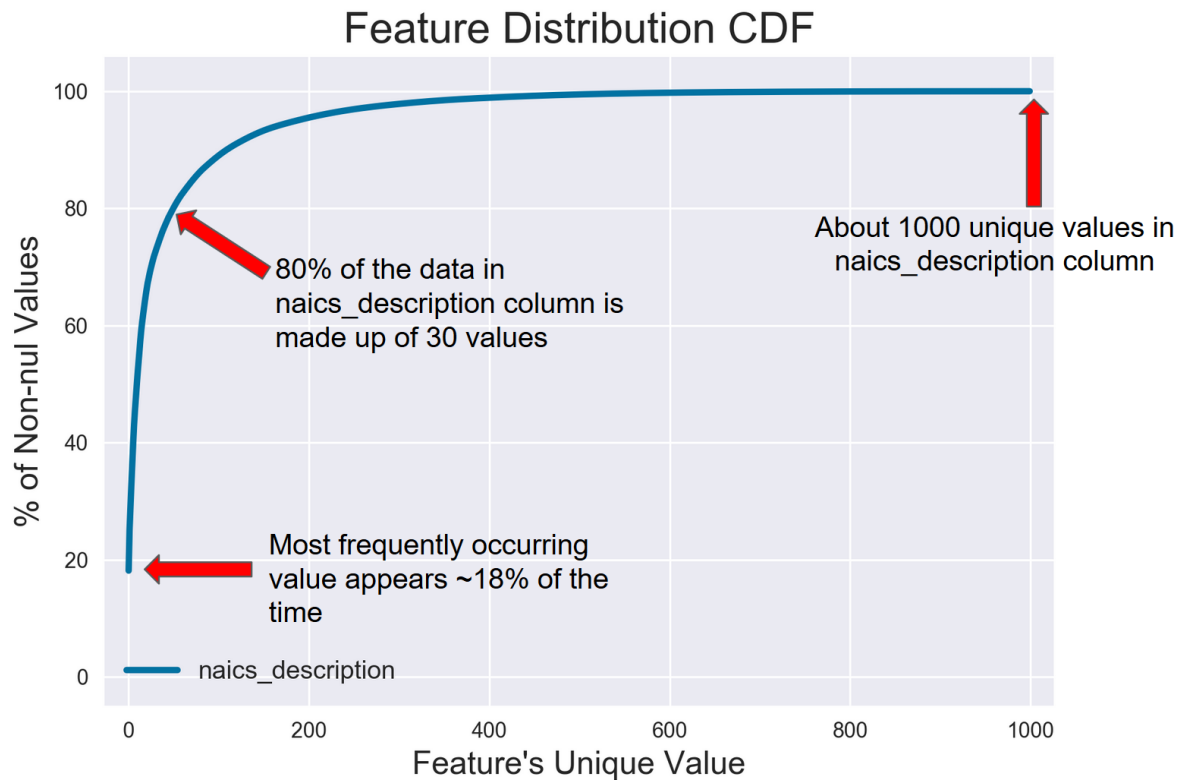 Feature Distribution CDF
% of Non-nul Values
100
80
60
40
20
0
About 1000 unique values in
naics_description column
80% of the data in
naics_description column is
made up of 30 values
Most frequently occurring
value appears ~18% of the
time
naics_description
0
200
400
600
800
1000
Feature's Unique Value